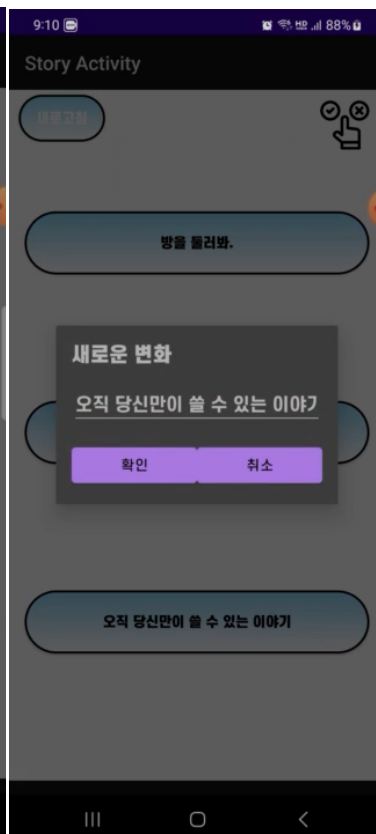 9:10
88%
Story Activity
새로고침
방을 둘러봐.
새로운 변화
오직 당신만이 쓸 수 있는 이야기
확인 취소
오직 당신만이 쓸 수 있는 이야기